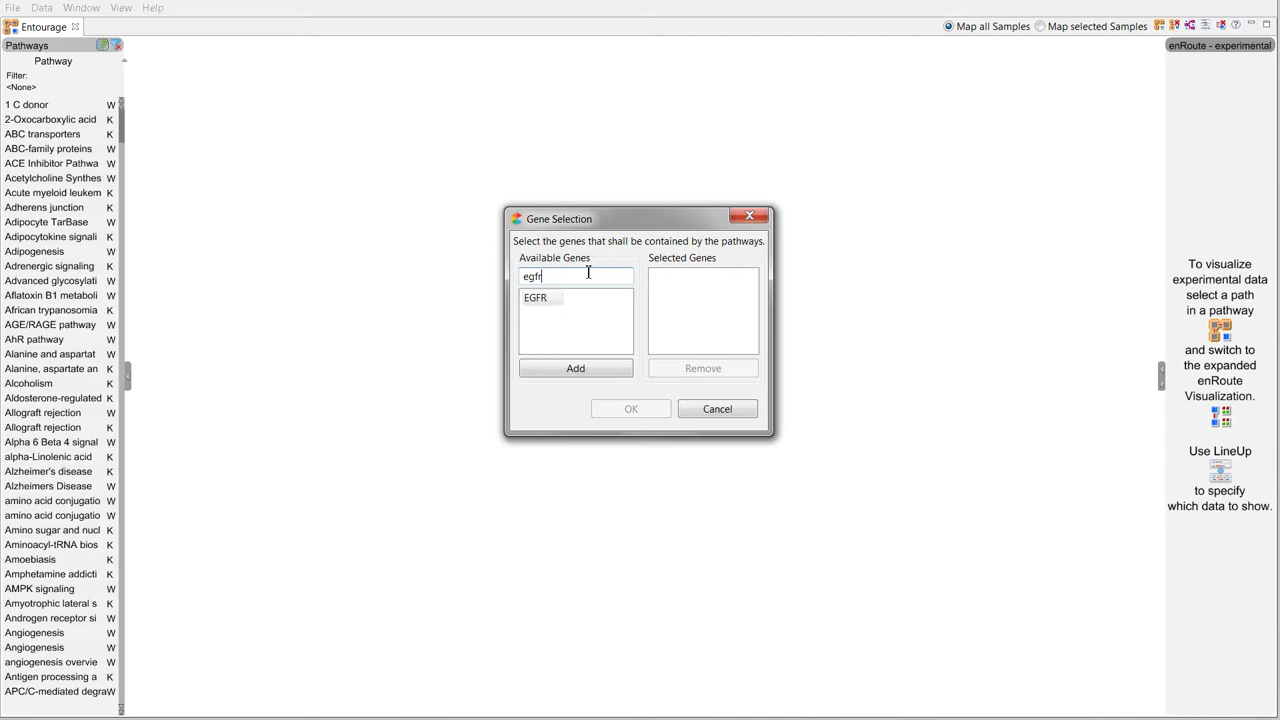 File Data Window View Help
Entourage
Map all Samples Map selected Samples
Pathways
Pathway
Filter:
<None>
1 C donor W
2-Oxocarboxylic acid K
ABC transporters K
ABC-family proteins W
ACE Inhibitor Pathwa W
Acetylcholine Synthes W
Acute myeloid leukem K
Adherens junction K
Adipocyte TarBase W
Adipocytokine signali K
Adipogenesis W
Adrenergic signaling K
Advanced glycosylati W
Aflatoxin B1 metaboli W
African trypanosomia K
AGE/RAGE pathway W
AhR pathway W
Alanine and aspartat W
Alanine, aspartate an K
Alcoholism K
Aldosterone-regulated K
Allograft rejection W
Allograft rejection K
Alpha 6 Beta 4 signal W
alpha-Linolenic acid K
Alzheimer's disease K
Alzheimers Disease W
amino acid conjugatio W
amino acid conjugatio W
Amino sugar and nucl K
Aminoacyl-tRNA bios K
Amoebiasis K
Amphetamine addicti K
AMPK signaling W
Amyotrophic lateral s K
Androgen receptor si W
Angiogenesis W
Angiogenesis W
angiogenesis overvie W
Antigen processing a K
APC/C-mediated degra W
Gene Selection
Select the genes that shall be contained by the pathways.
Available Genes Selected Genes
egfr
EGFR
Add Remove
OK Cancel
enRoute - experimental
To visualize
experimental data
select a path
in a pathway
and switch to
the expanded
enRoute
Visualization.
Use LineUp
to specify
which data to show.